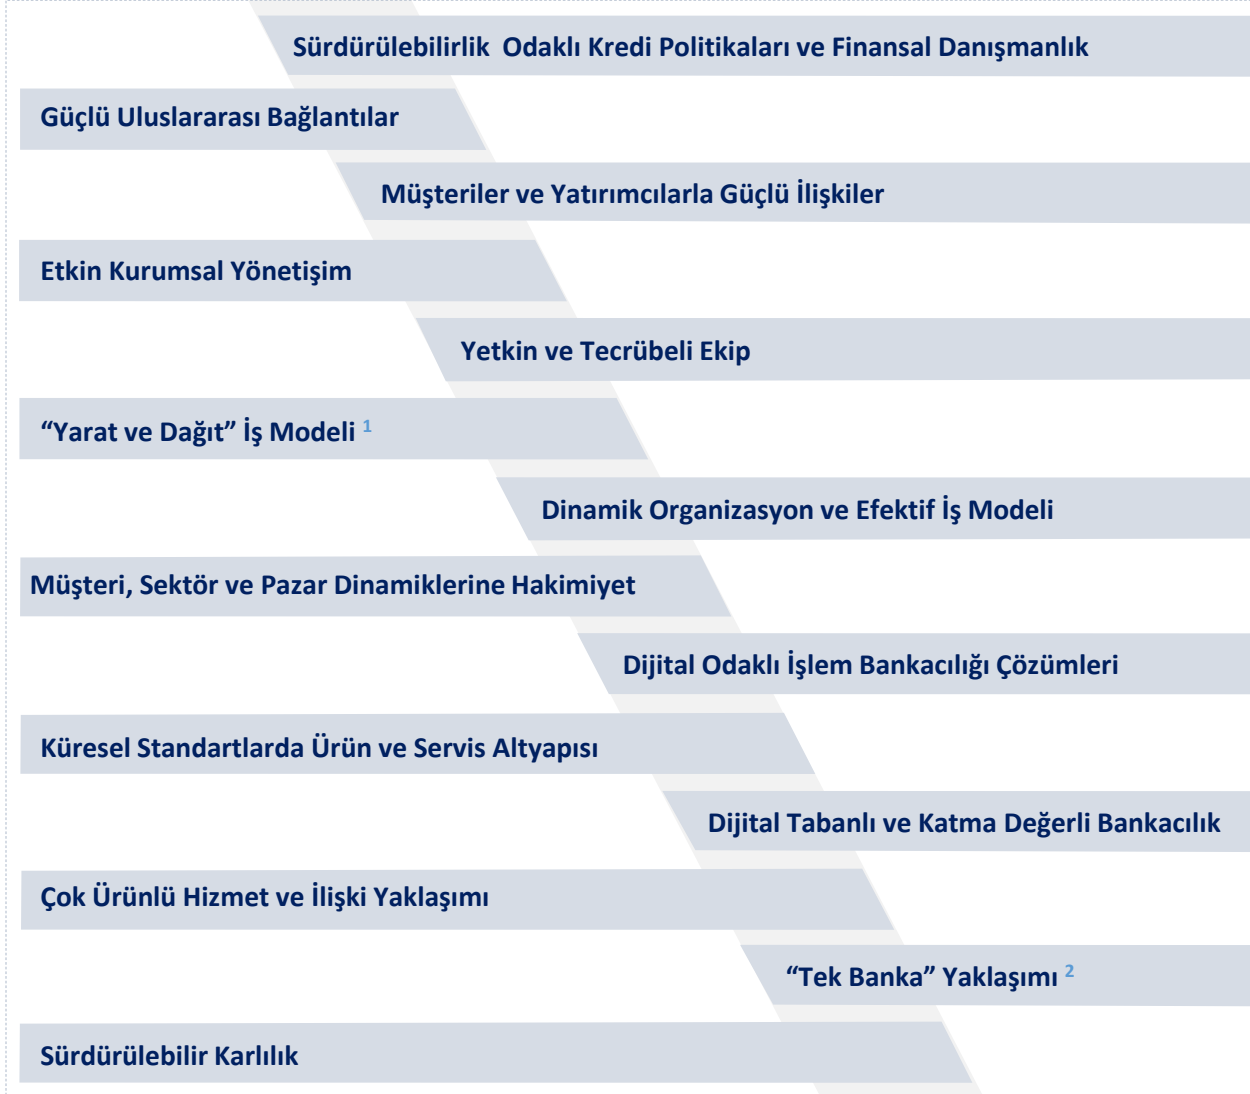 Sürdürülebilirlik Odaklı Kredi Politikaları ve Finansal Danışmanlık
Güçlü Uluslararası Bağlantılar
Müşteriler ve Yatırımcılarla Güçlü İlişkiler
Etkin Kurumsal Yönetişim
Yetkin ve Tecrübeli Ekip
“Yarat ve Dağıt” İş Modeli 1
Dinamik Organizasyon ve Efektif İş Modeli
Müşteri, Sektör ve Pazar Dinamiklerine Hakimiyet
Dijital Odaklı İşlem Bankacılığı Çözümleri
Küresel Standartlarda Ürün ve Servis Altyapısı
Dijital Tabanlı ve Katma Değerli Bankacılık
Çok Ürünlü Hizmet ve İlişki Yaklaşımı
“Tek Banka” Yaklaşımı 2
Sürdürülebilir Karlılık